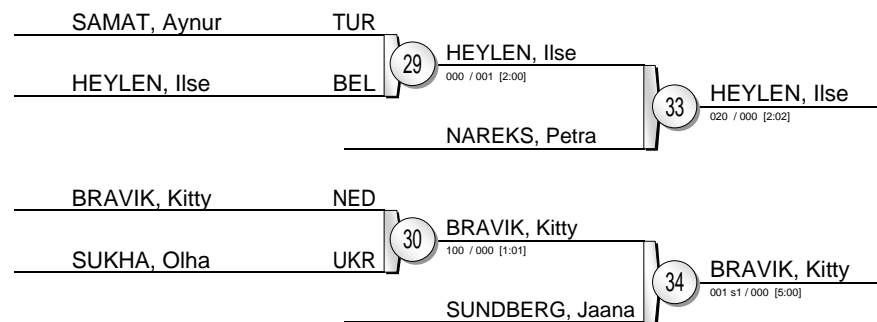 SAMAT, Aynur TUR
29 HEYLEN, Ilse
000 / 001 [2:00]
HEYLEN, Ilse BEL
33 HEYLEN, Ilse
020 / 000 [2:02]
NAREKS, Petra
BRAVIK, Kitty NED
30 BRAVIK, Kitty
100 / 000 [1:01]
SUKHA, Olha UKR
34 BRAVIK, Kitty
001 s1 / 000 [5:00]
SUNDBERG, Jaana